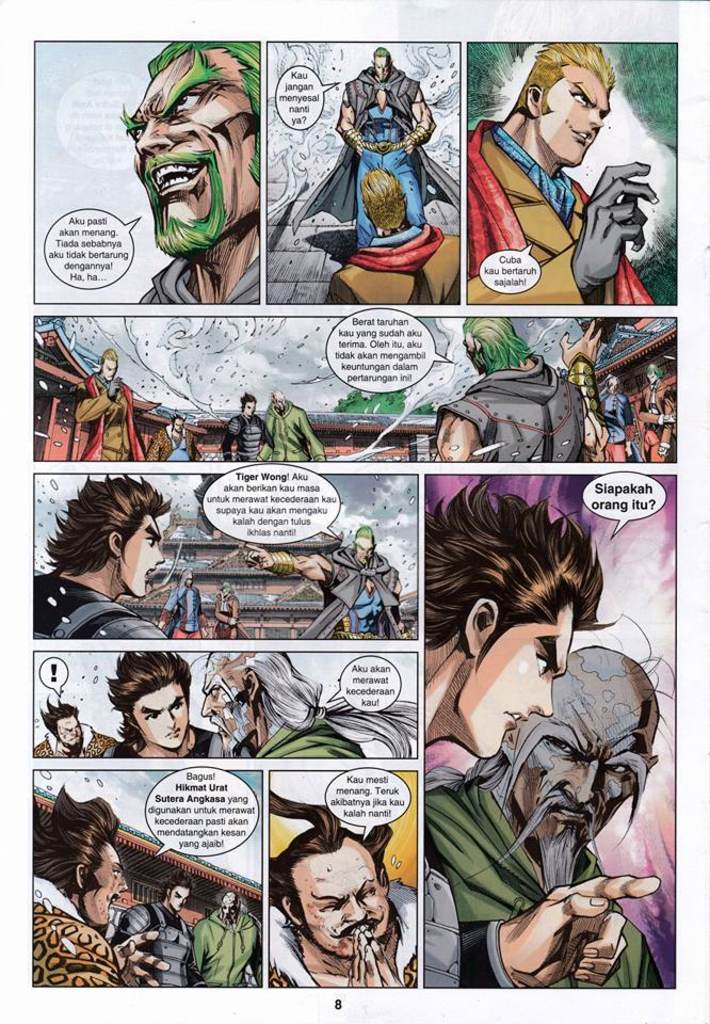 Aku pasti
akan menang.
Tiada sebabnya
aku tidak bertarung
dengannya!
Ha, ha...
Kau
jangan
menyesal
nanti
ya?
Cuba
kau bertaruh
sajalah!
Berat taruhan
kau yang sudah aku
terima. Oleh itu, aku
tidak akan mengambil
keuntungan dalam
pertarungan ini!
Tiger Wong! Aku
akan berikan kau masa
untuk merawat kecederaan kau
supaya kau akan mengaku
kalah dengan tulus
ikhlas nanti!
Siapakah
orang itu?
!
Aku akan
merawat
kecederaan
kau!
Bagus!
Hikmat Urat
Sutera Angkasa yang
digunakan untuk merawat
kecederaan pasti akan
mendatangkan kesan
yang ajaib!
Kau mesti
menang. Teruk
akibatnya jika kau
kalah nanti!
8